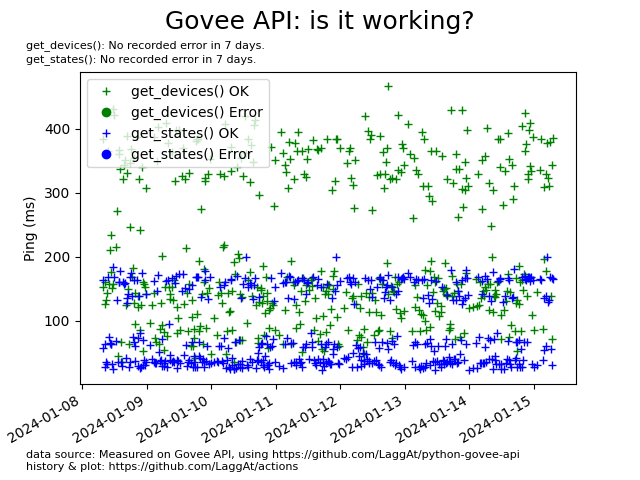 Govee API: is it working?
get_devices(): No recorded error in 7 days.
get_states(): No recorded error in 7 days.
get_devices() OK
get_devices() Error
get_states() OK
get_states() Error
Ping (ms)
400
300
200
100
2024-01-08
2024-01-09
2024-01-10
2024-01-11
2024-01-12
2024-01-13
2024-01-14
2024-01-15
data source: Measured on Govee API, using https://github.com/LaggAt/python-govee-api
history & plot: https://github.com/LaggAt/actions